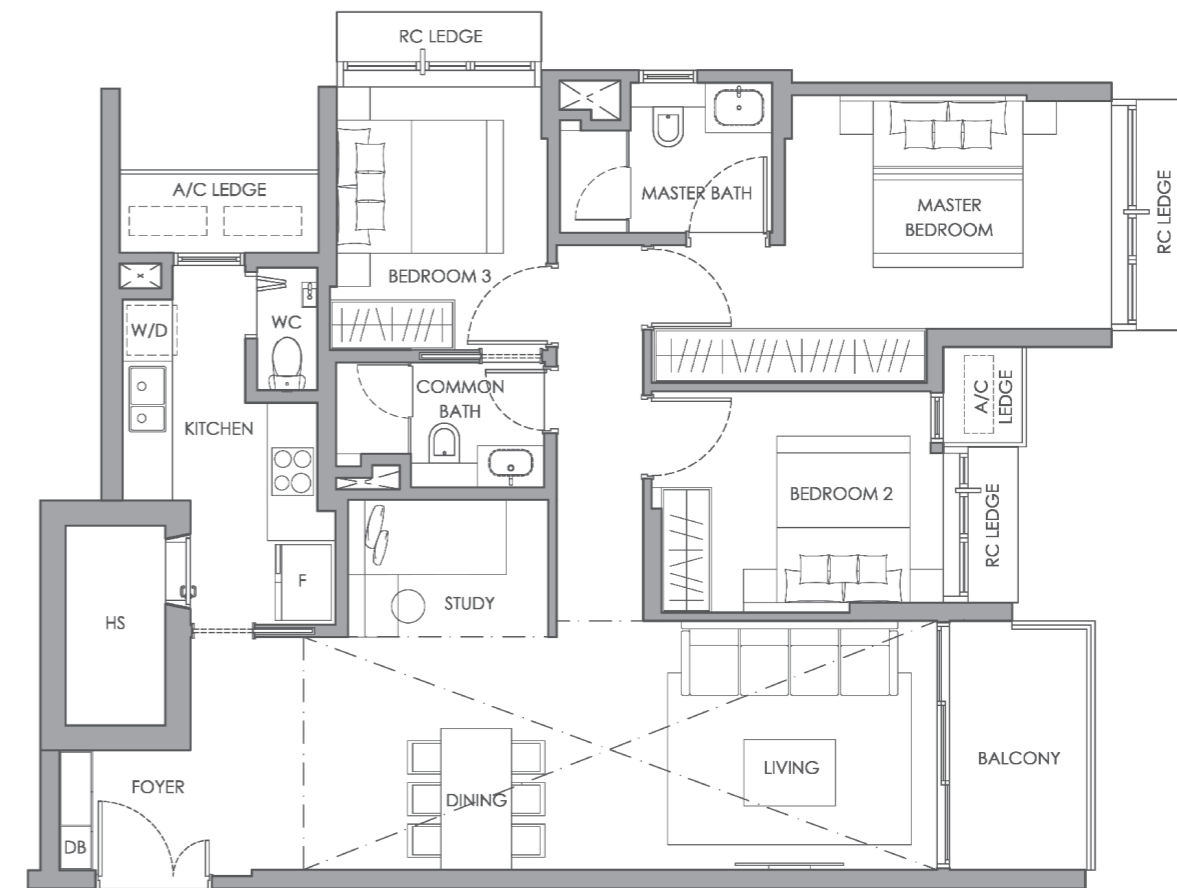 RC LEDGE
A/C LEDGE
MASTER BATH
MASTER
BEDROOM
RC LEDGE
BEDROOM 3
W/D
WC
COMMON
BATH
A/C
LEDGE
KITCHEN
BEDROOM 2
RC LEDGE
HS
F
STUDY
FOYER
DINING
LIVING
BALCONY
DB